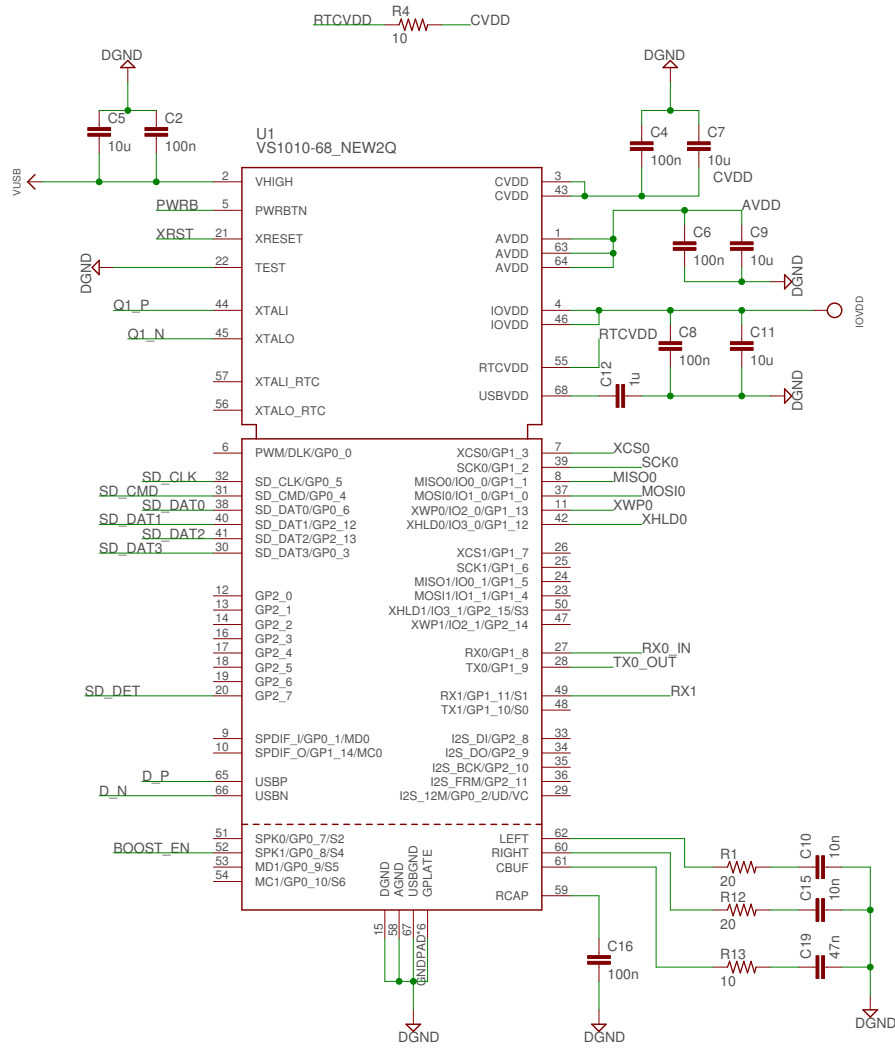 RTCVDD R4 CVDD
10
DGND DGND
C5 C2 C4 C7
10u 100n 100n 10u
U1
VS1010-68_NEW2Q
VUSB 2 VHIGH CVDD 3 CVDD
CVDD 43
PWRB 5 PWRBTN AVDD
XRST 21 XRESET AVDD 1 C6 C9
AVDD 63 100n 10u
DGND 22 TEST AVDD 64 DGND
Q1_P 44 XTALI IOVDD 4 IOVDD
IOVDD 46
Q1_N 45 XTALO RTCVDD C8 C11
100n 10u
57 XTALI_RTC RTCVDD 55
56 XTALO_RTC USBVDD 68 C12 1u DGND
6 PWM/DLK/GP0_0 XCS0/GP1_3 7 XCS0
SCK0/GP1_2 39 SCK0
SD_CLK 32 SD_CLK/GP0_5 MISO0/IO0_0/GP1_1 8 MISO0
SD_CMD 31 SD_CMD/GP0_4 MOSI0/IO1_0/GP1_0 37 MOSI0
SD_DAT0 38 SD_DAT0/GP0_6 XWP0/IO2_0/GP1_13 11 XWP0
SD_DAT1 40 SD_DAT1/GP2_12 XHLD0/IO3_0/GP1_12 42 XHLD0
SD_DAT2 41 SD_DAT2/GP2_13
SD_DAT3 30 SD_DAT3/GP0_3 XCS1/GP1_7 26
SCK1/GP1_6 25
MISO1/IO0_1/GP1_5 24
12 GP2_0 MOSI1/IO1_1/GP1_4 23
13 GP2_1 XHLD1/IO3_1/GP2_15/S3 50
14 GP2_2 XWP1/IO2_1/GP2_14 47
16 GP2_3
17 GP2_4 RX0/GP1_8 27 RX0_IN
18 GP2_5 TX0/GP1_9 28 TX0_OUT
19 GP2_6
SD_DET 20 GP2_7 RX1/GP1_11/S1 49 RX1
TX1/GP1_10/S0 48
9 SPDIF_I/GP0_1/MD0 I2S_DI/GP2_8 33
10 SPDIF_O/GP1_14/MC0 I2S_DO/GP2_9 34
I2S_BCK/GP2_10 35
D_P 65 USBP I2S_FRM/GP2_11 36
D_N 66 USBN I2S_12M/GP0_2/UD/VC 29
51 SPK0/GP0_7/S2 LEFT 62
BOOST_EN 52 SPK1/GP0_8/S4 RIGHT 60
53 MD1/GP0_9/S5 CBUF 61
54 MC1/GP0_10/S6
R1 C10
20 10n
DGND AGND USBGND GPLATE
RCAP 59
R12 C15
20 10n
15 58 67 GNDPAD*6
C16
100n
R13 C19
10 47n
DGND DGND DGND